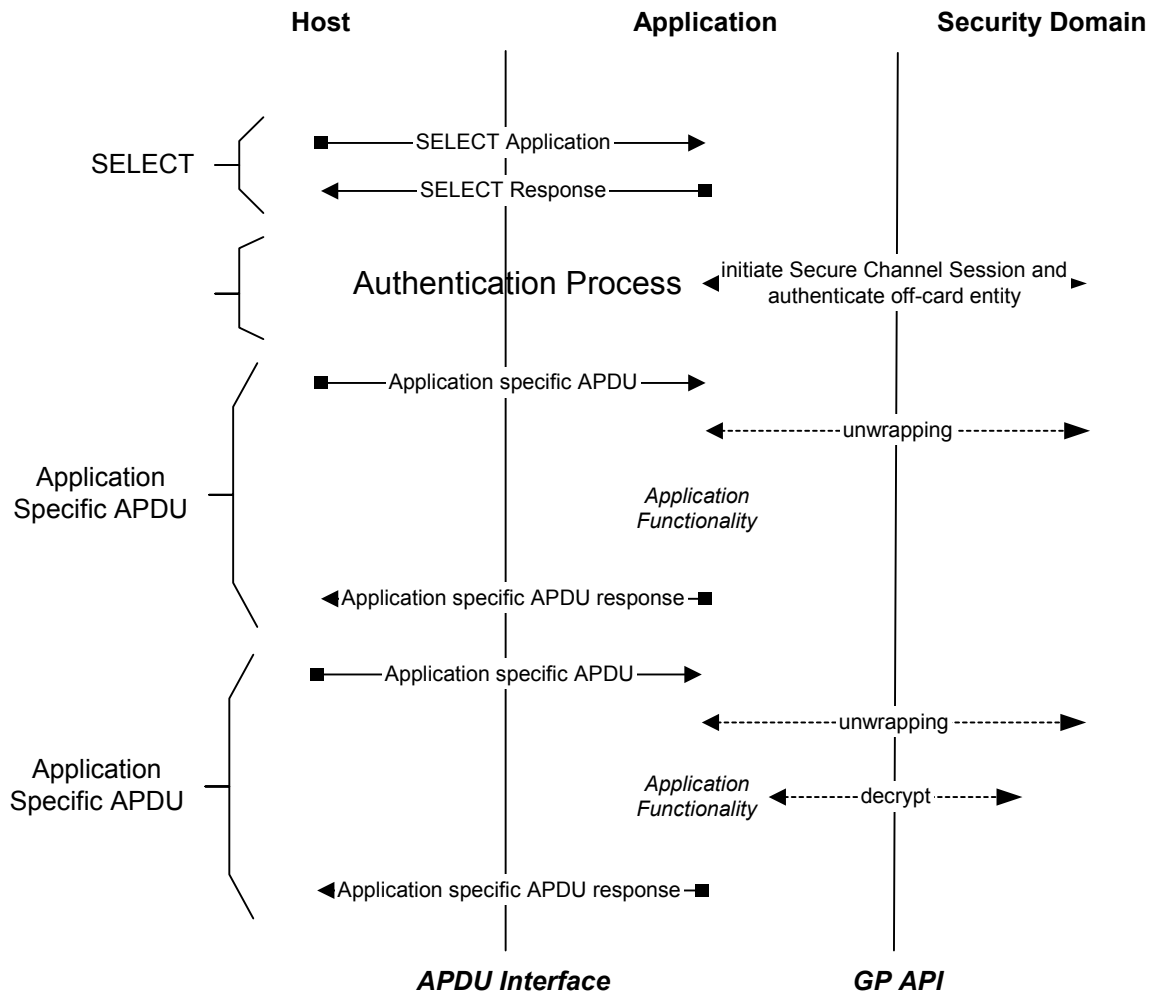 Host Application Security Domain
SELECT Application
SELECT
SELECT Response
Authentication Process
initiate Secure Channel Session and
authenticate off-card entity
Application specific APDU
unwrapping
Application
Specific APDU
Application
Functionality
Application specific APDU response
Application specific APDU
unwrapping
Application
Specific APDU
Application
Functionality
decrypt
Application specific APDU response
APDU Interface GP API